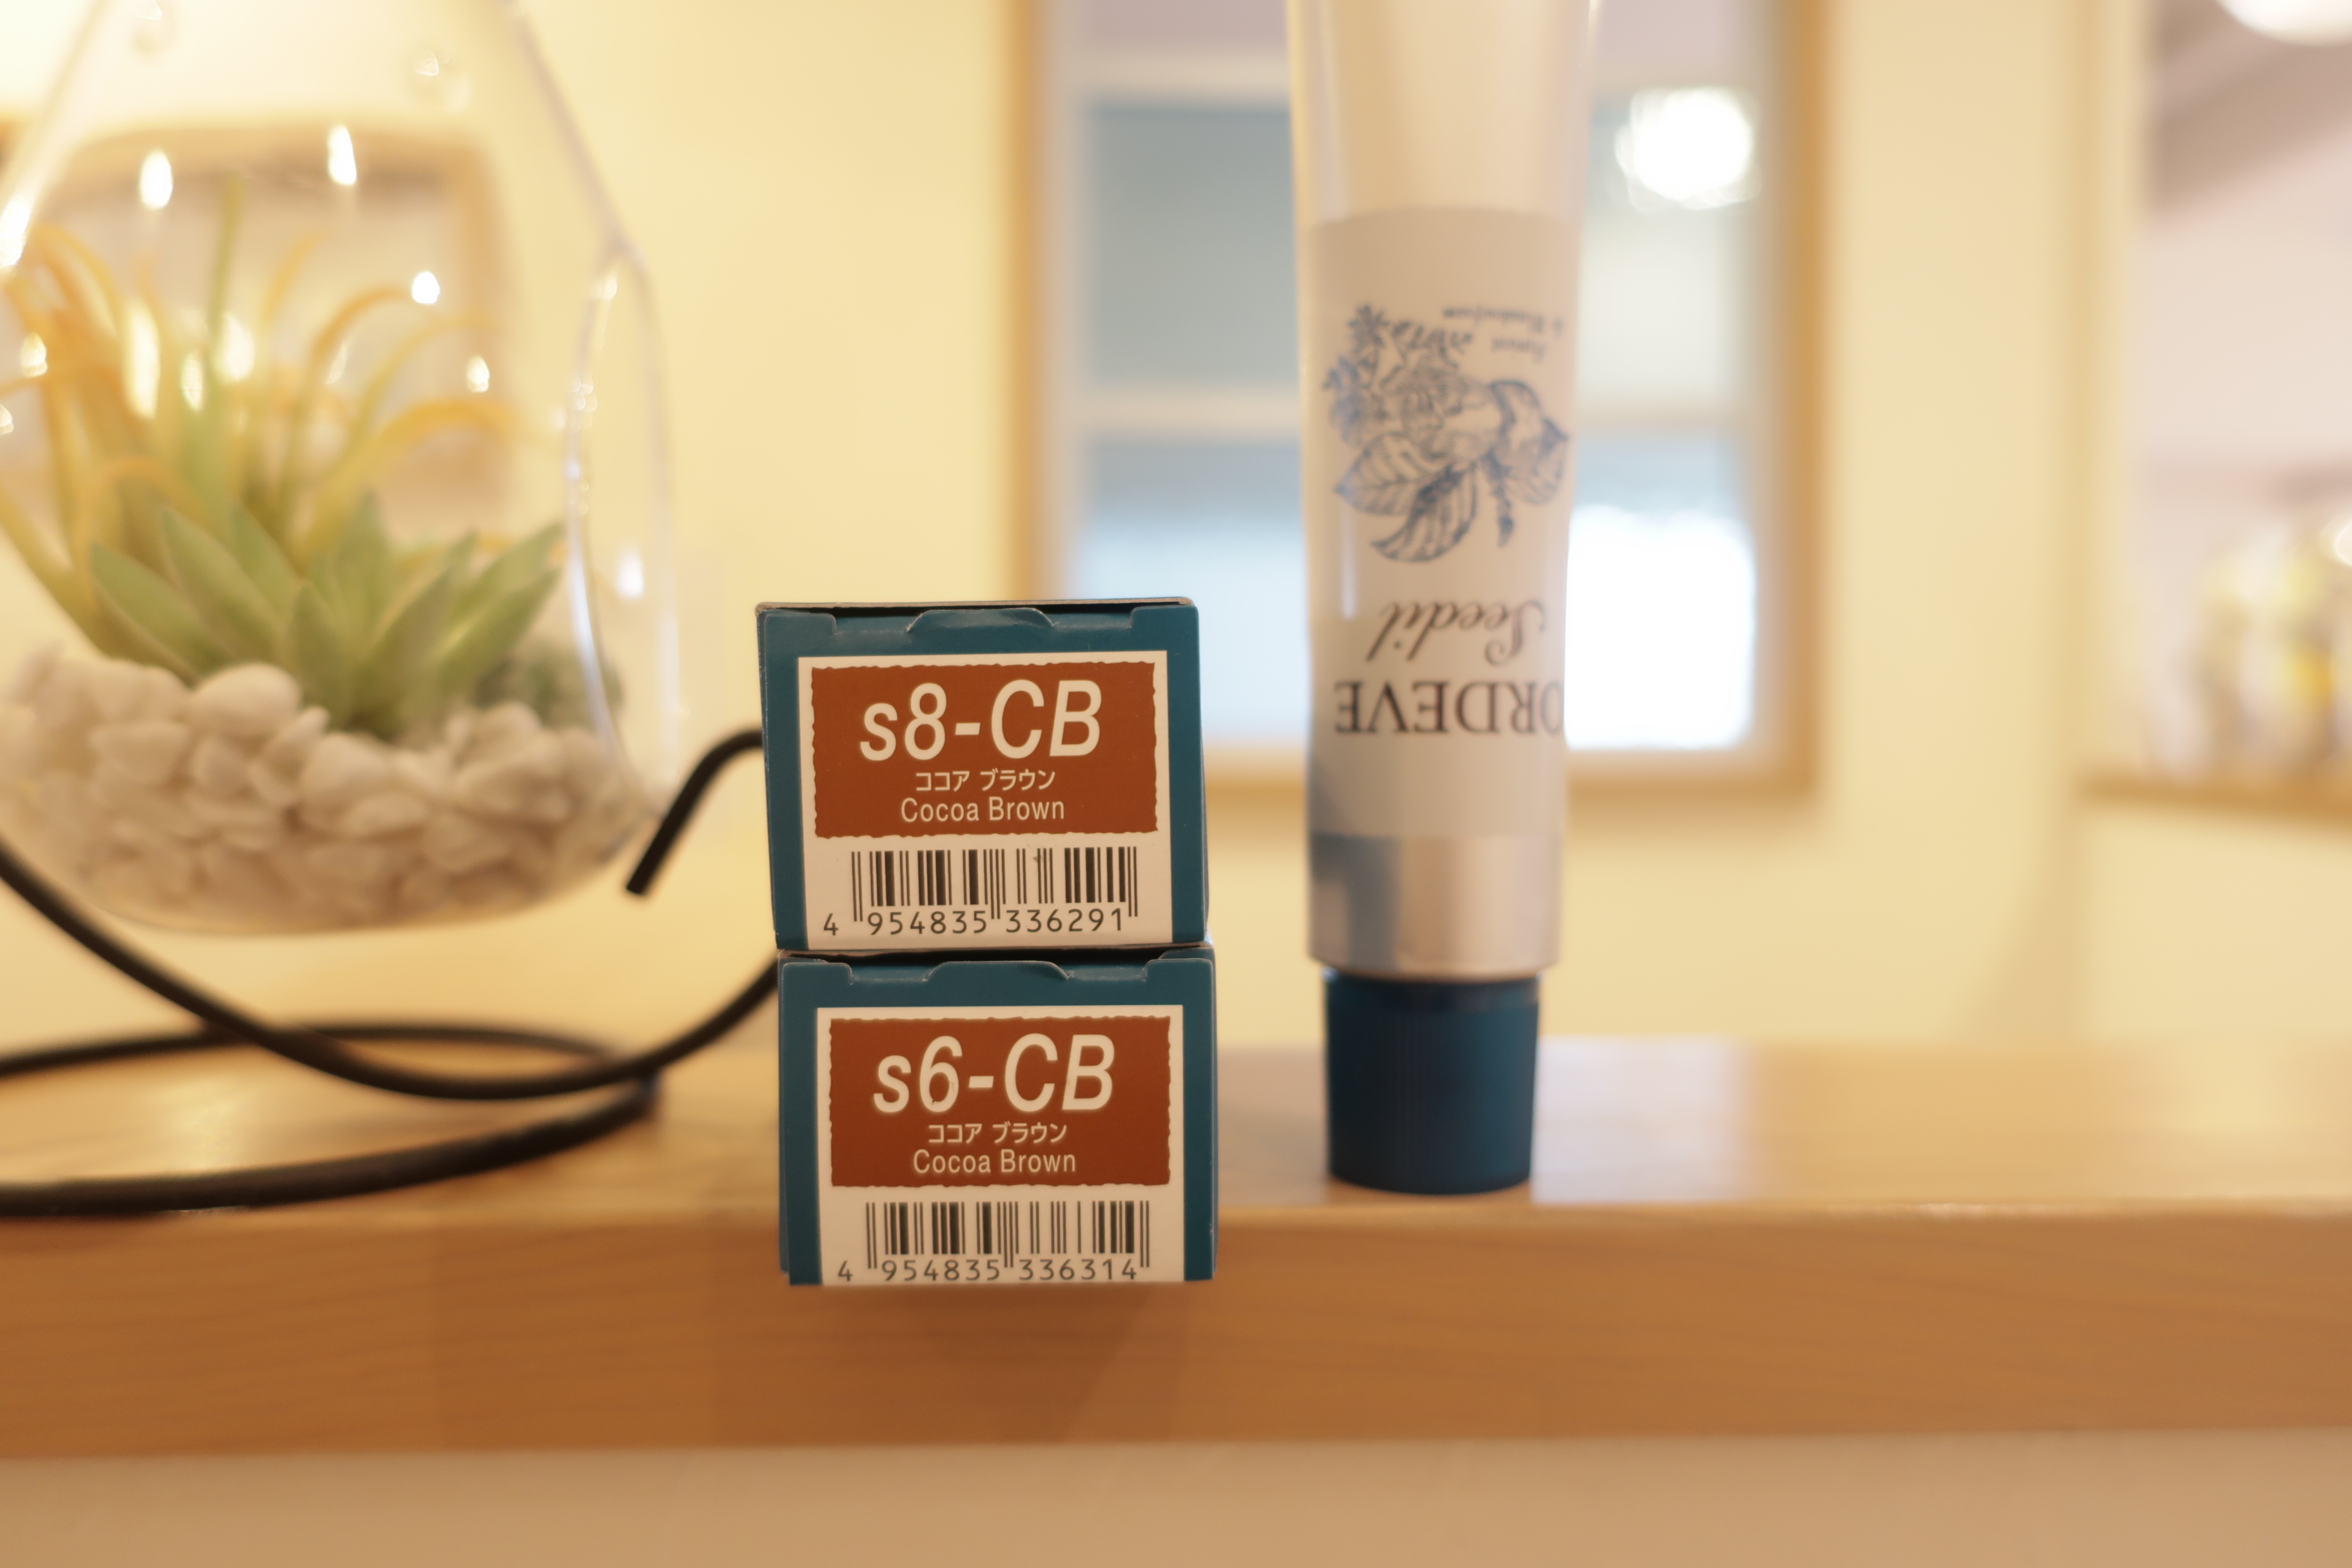 s8-CB
ココア ブラウン
Cocoa Brown
4 954835 336291
s6-CB
ココア ブラウン
Cocoa Brown
4 954835 336314
ORDEVE
Seedil